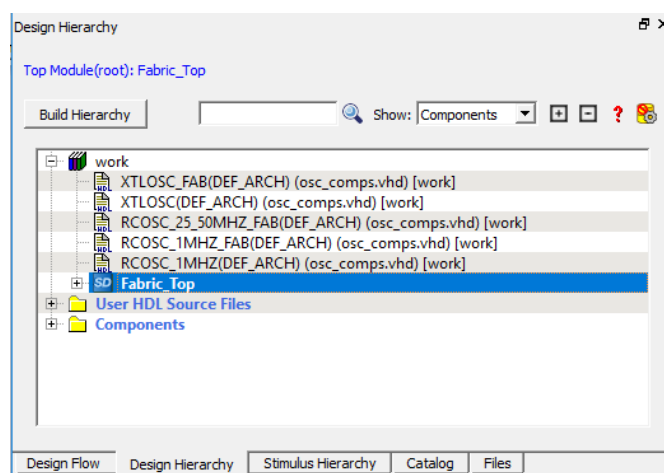 Design Hierarchy
Top Module(root): Fabric_Top
Build Hierarchy Show: Components
work
XTLOSC_FAB(DEF_ARCH) (osc_comps.vhd) [work]
XTLOSC(DEF_ARCH) (osc_comps.vhd) [work]
RCOSC_25_50MHZ_FAB(DEF_ARCH) (osc_comps.vhd) [work]
RCOSC_1MHZ_FAB(DEF_ARCH) (osc_comps.vhd) [work]
RCOSC_1MHZ(DEF_ARCH) (osc_comps.vhd) [work]
SD Fabric_Top
User HDL Source Files
Components
Design Flow Design Hierarchy Stimulus Hierarchy Catalog Files